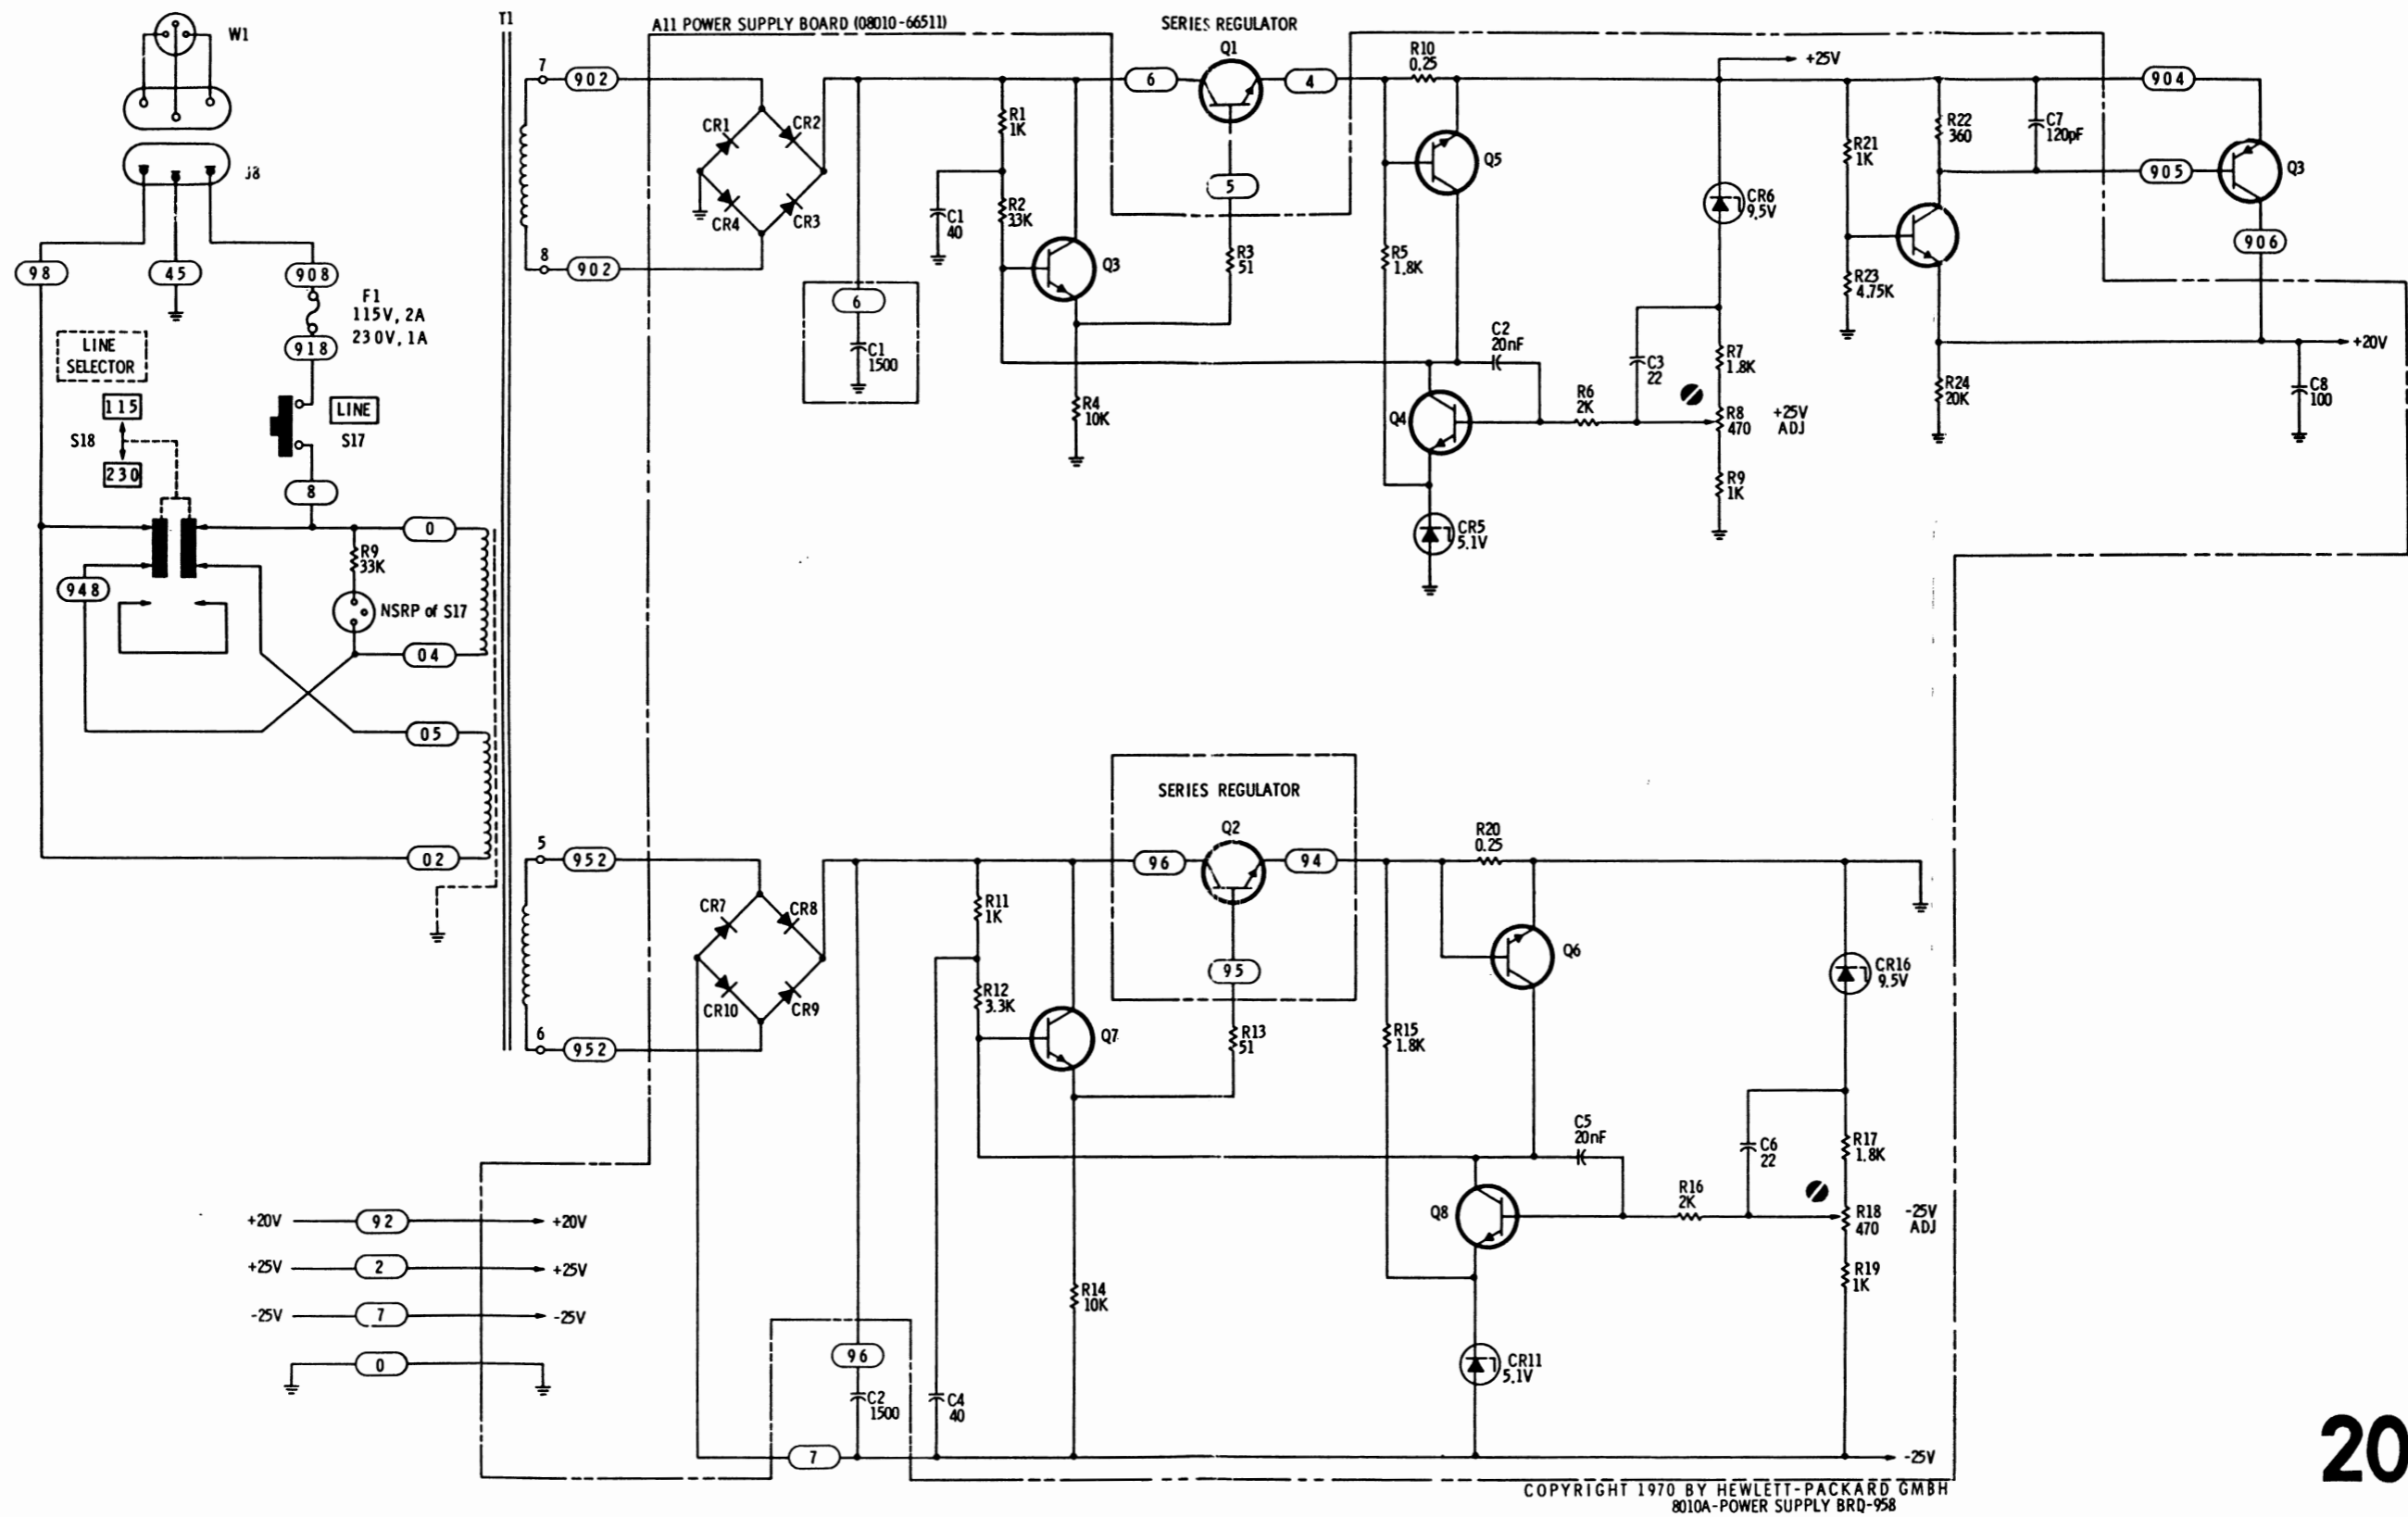 T1
W1
J8
98
45
908
F1
115V, 2A
230V, 1A
918
LINE
SELECTOR
115
S18
230
LINE
S17
8
0
R9
33K
948
NSRP of S17
04
05
02
A11 POWER SUPPLY BOARD (08010-66511)
7
902
8
902
CR1
CR2
CR3
CR4
6
C1
1500
R1
1K
C1
40
R2
33K
Q3
R4
10K
SERIES REGULATOR
Q1
6
4
5
R3
51
R10
0.25
Q5
R5
1.8K
C2
20nF
Q4
R6
2K
CR5
5.1V
+25V
CR6
9.5V
C3
22
R7
1.8K
R8
470
+25V
ADJ
R9
1K
R21
1K
R22
360
C7
120pF
904
905
Q3
906
R23
4.75K
R24
20K
+20V
C8
100
5
952
6
952
CR7
CR8
CR10
CR9
R11
1K
R12
3.3K
Q7
R14
10K
SERIES REGULATOR
Q2
96
94
95
R13
51
R20
0.25
Q6
R15
1.8K
C5
20nF
Q8
R16
2K
CR11
5.1V
CR16
9.5V
C6
22
R17
1.8K
R18
470
-25V
ADJ
R19
1K
+20V
92
+20V
+25V
2
+25V
-25V
7
-25V
0
96
C2
1500
C4
40
7
-25V
COPYRIGHT 1970 BY HEWLETT-PACKARD GMBH
8010A-POWER SUPPLY BRQ-958
20